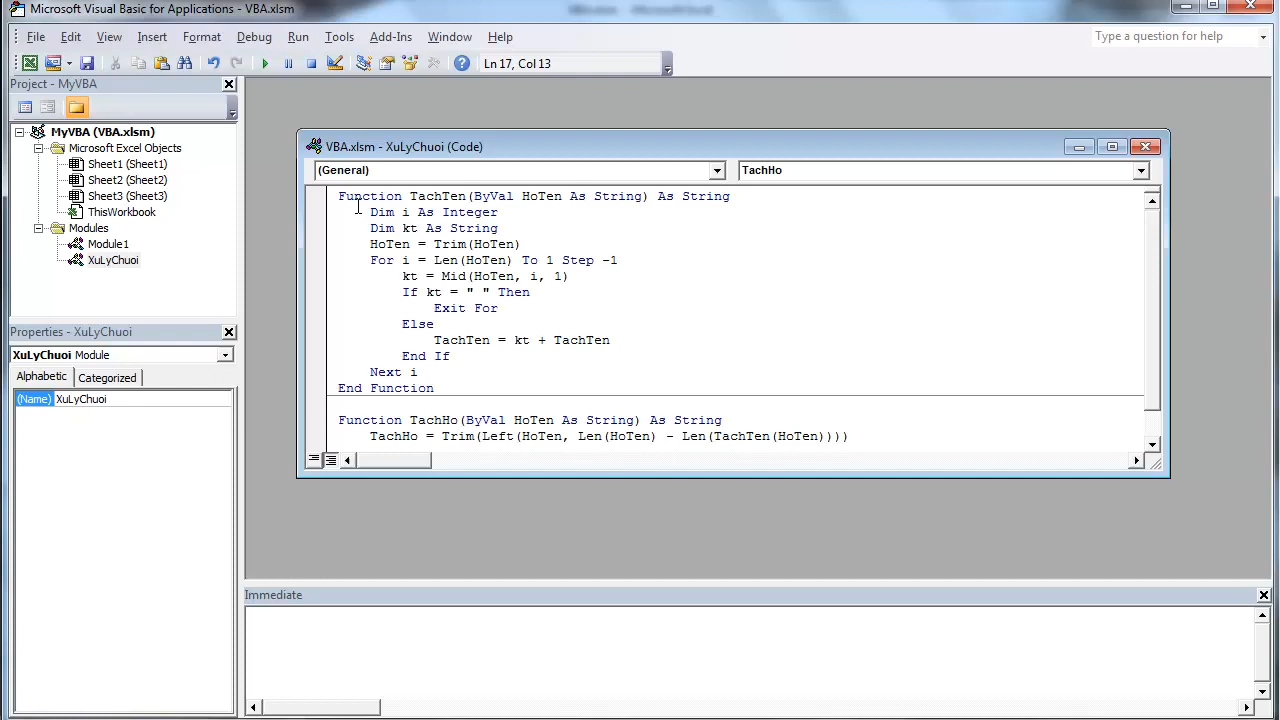 Microsoft Visual Basic for Applications - VBA.xlsm
File Edit View Insert Format Debug Run Tools Add-Ins Window Help
Type a question for help
Ln 17, Col 13
Project - MyVBA
MyVBA (VBA.xlsm)
Microsoft Excel Objects
Sheet1 (Sheet1)
Sheet2 (Sheet2)
Sheet3 (Sheet3)
ThisWorkbook
Modules
Module1
XuLyChuoi
Properties - XuLyChuoi
XuLyChuoi Module
Alphabetic Categorized
(Name) XuLyChuoi
VBA.xlsm - XuLyChuoi (Code)
(General) TachHo
Function TachTen(ByVal HoTen As String) As String
    Dim i As Integer
    Dim kt As String
    HoTen = Trim(HoTen)
    For i = Len(HoTen) To 1 Step -1
        kt = Mid(HoTen, i, 1)
        If kt = " " Then
            Exit For
        Else
            TachTen = kt + TachTen
        End If
    Next i
End Function
Function TachHo(ByVal HoTen As String) As String
    TachHo = Trim(Left(HoTen, Len(HoTen) - Len(TachTen(HoTen))))
Immediate